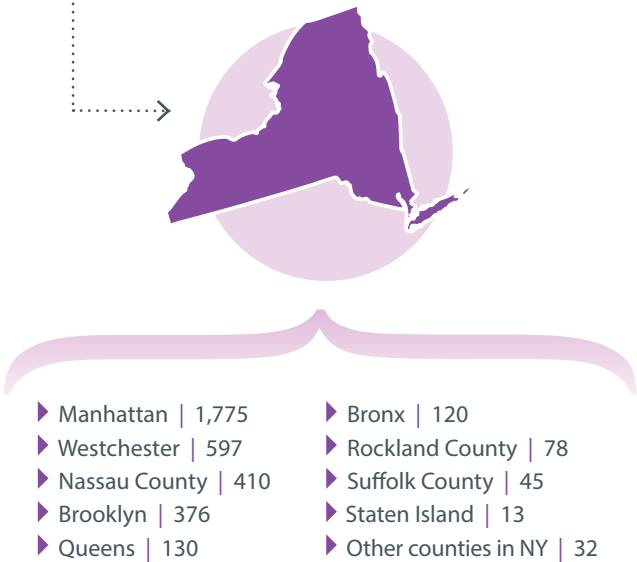 Manhattan | 1,775
Westchester | 597
Nassau County | 410
Brooklyn | 376
Queens | 130
Bronx | 120
Rockland County | 78
Suffolk County | 45
Staten Island | 13
Other counties in NY | 32